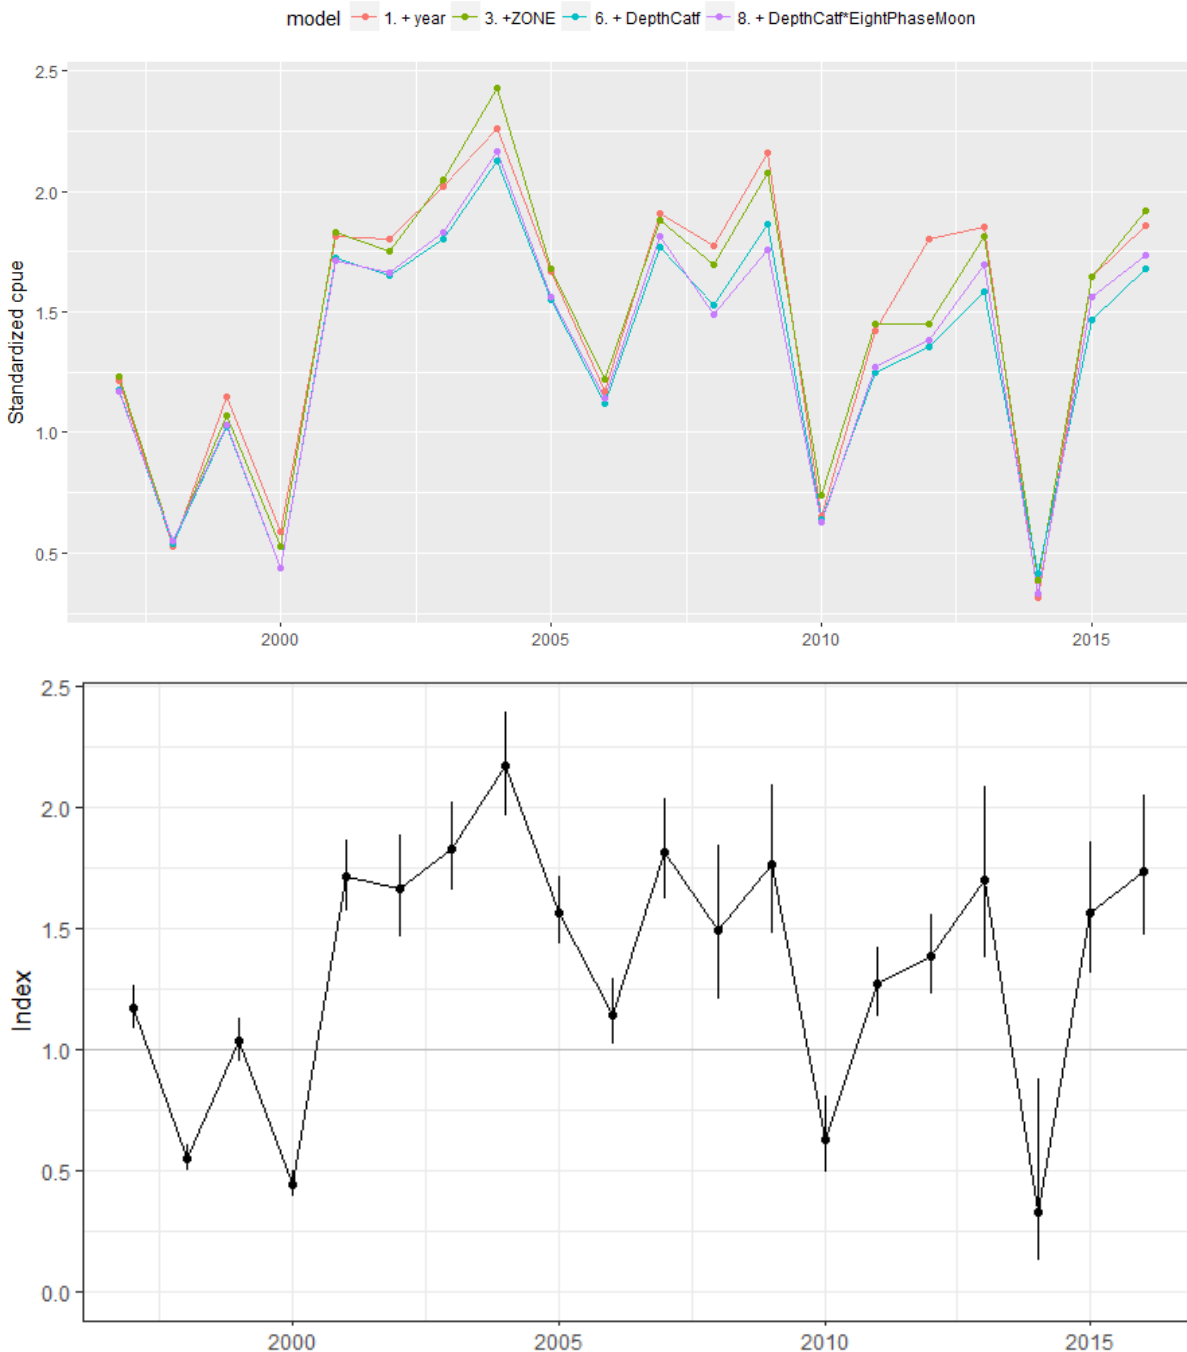 model 1. + year 3. +ZONE 6. + DepthCatf 8. + DepthCatf*EightPhaseMoon
2.5
2.0
1.5
1.0
0.5
Standardized cpue
2000 2005 2010 2015
2.5
2.0
1.5
1.0
0.5
0.0
Index
2000 2005 2010 2015